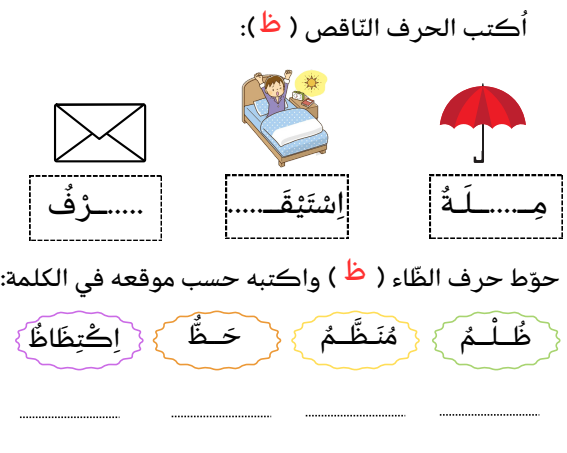 اُكتب الحرف النّاقص ( ظ ):
مِـ.....ـلَـةٌ اِسْتَيْقَـ..... .....ـرْفٌ
حوّط حرف الظّاء ( ظ ) واكتبه حسب موقعه في الكلمة:
ظُـلْـمٌ مُنَـظَّـمٌ حَـظٌّ اِكْتِظَاظٌ